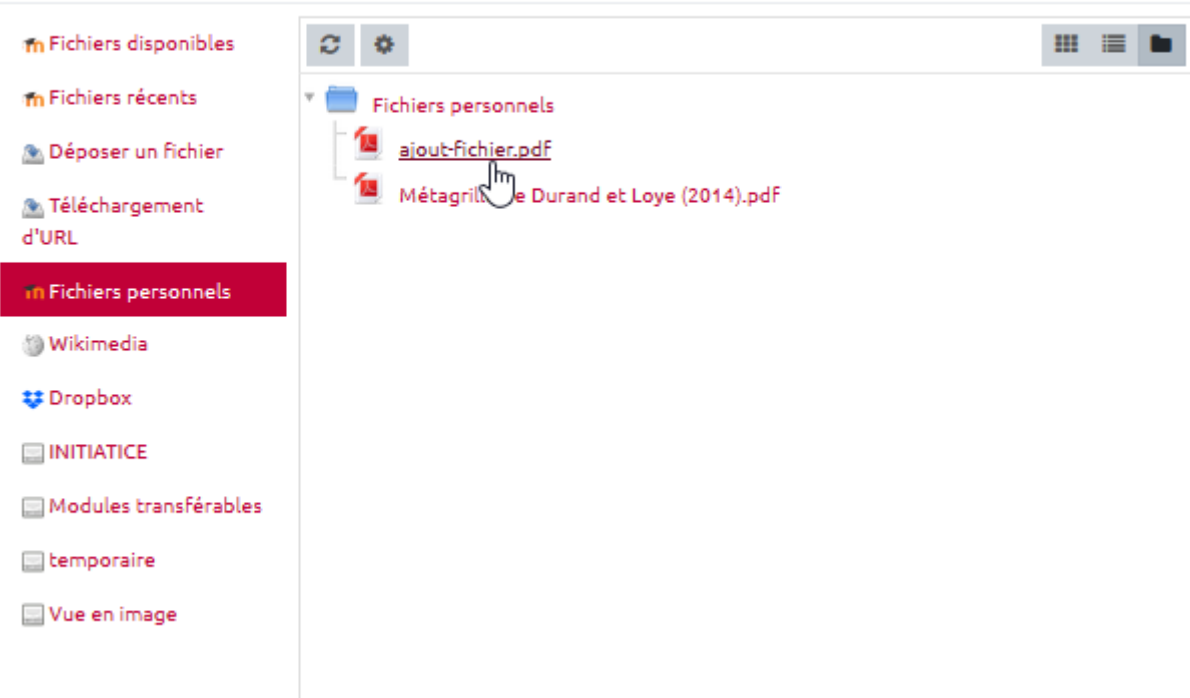 Fichiers disponibles
Fichiers récents
Déposer un fichier
Téléchargement
d'URL
Fichiers personnels
Wikimedia
Dropbox
INITIATICE
Modules transférables
temporaire
Vue en image
Fichiers personnels
ajout-fichier.pdf
Durand et Loye (2014).pdf